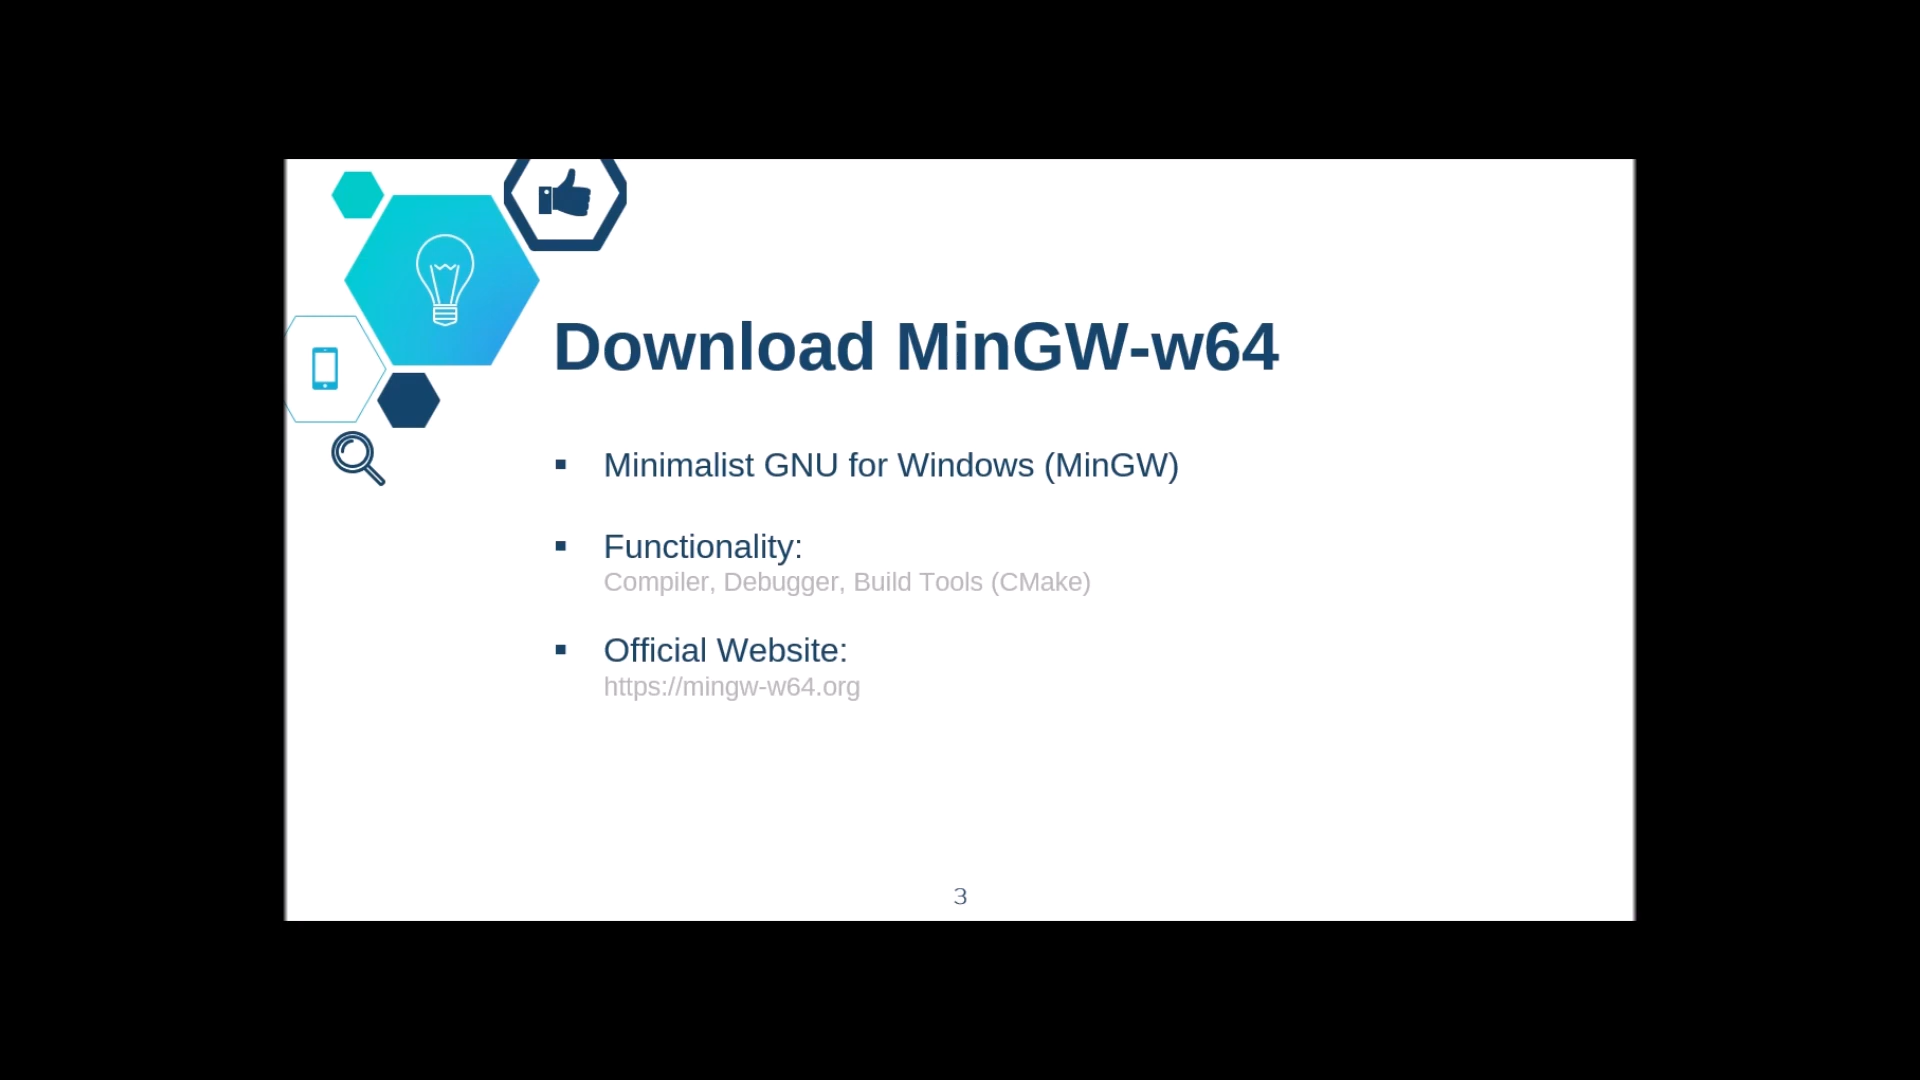 Download MinGW-w64
▪ Minimalist GNU for Windows (MinGW)
▪ Functionality:
Compiler, Debugger, Build Tools (CMake)
▪ Official Website:
https://mingw-w64.org
3